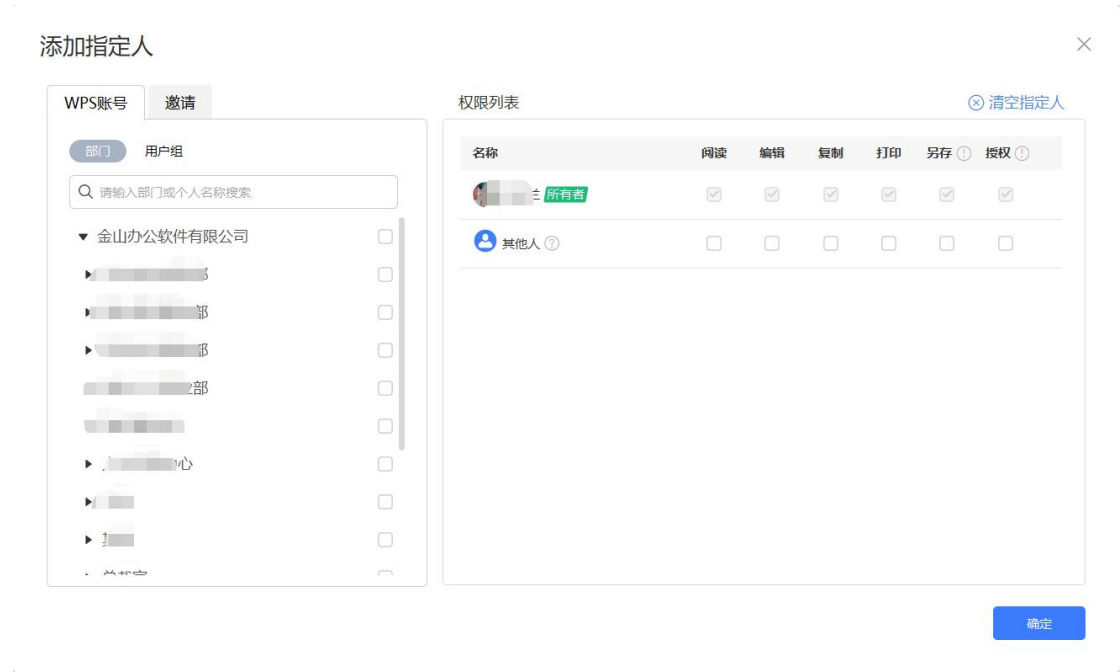 添加指定人
WPS账号 邀请
部门 用户组
请输入部门或个人名称搜索
金山办公软件有限公司
部
部
部
部
心
权限列表 清空指定人
名称 阅读 编辑 复制 打印 另存 授权
兰 所有者
其他人
确定